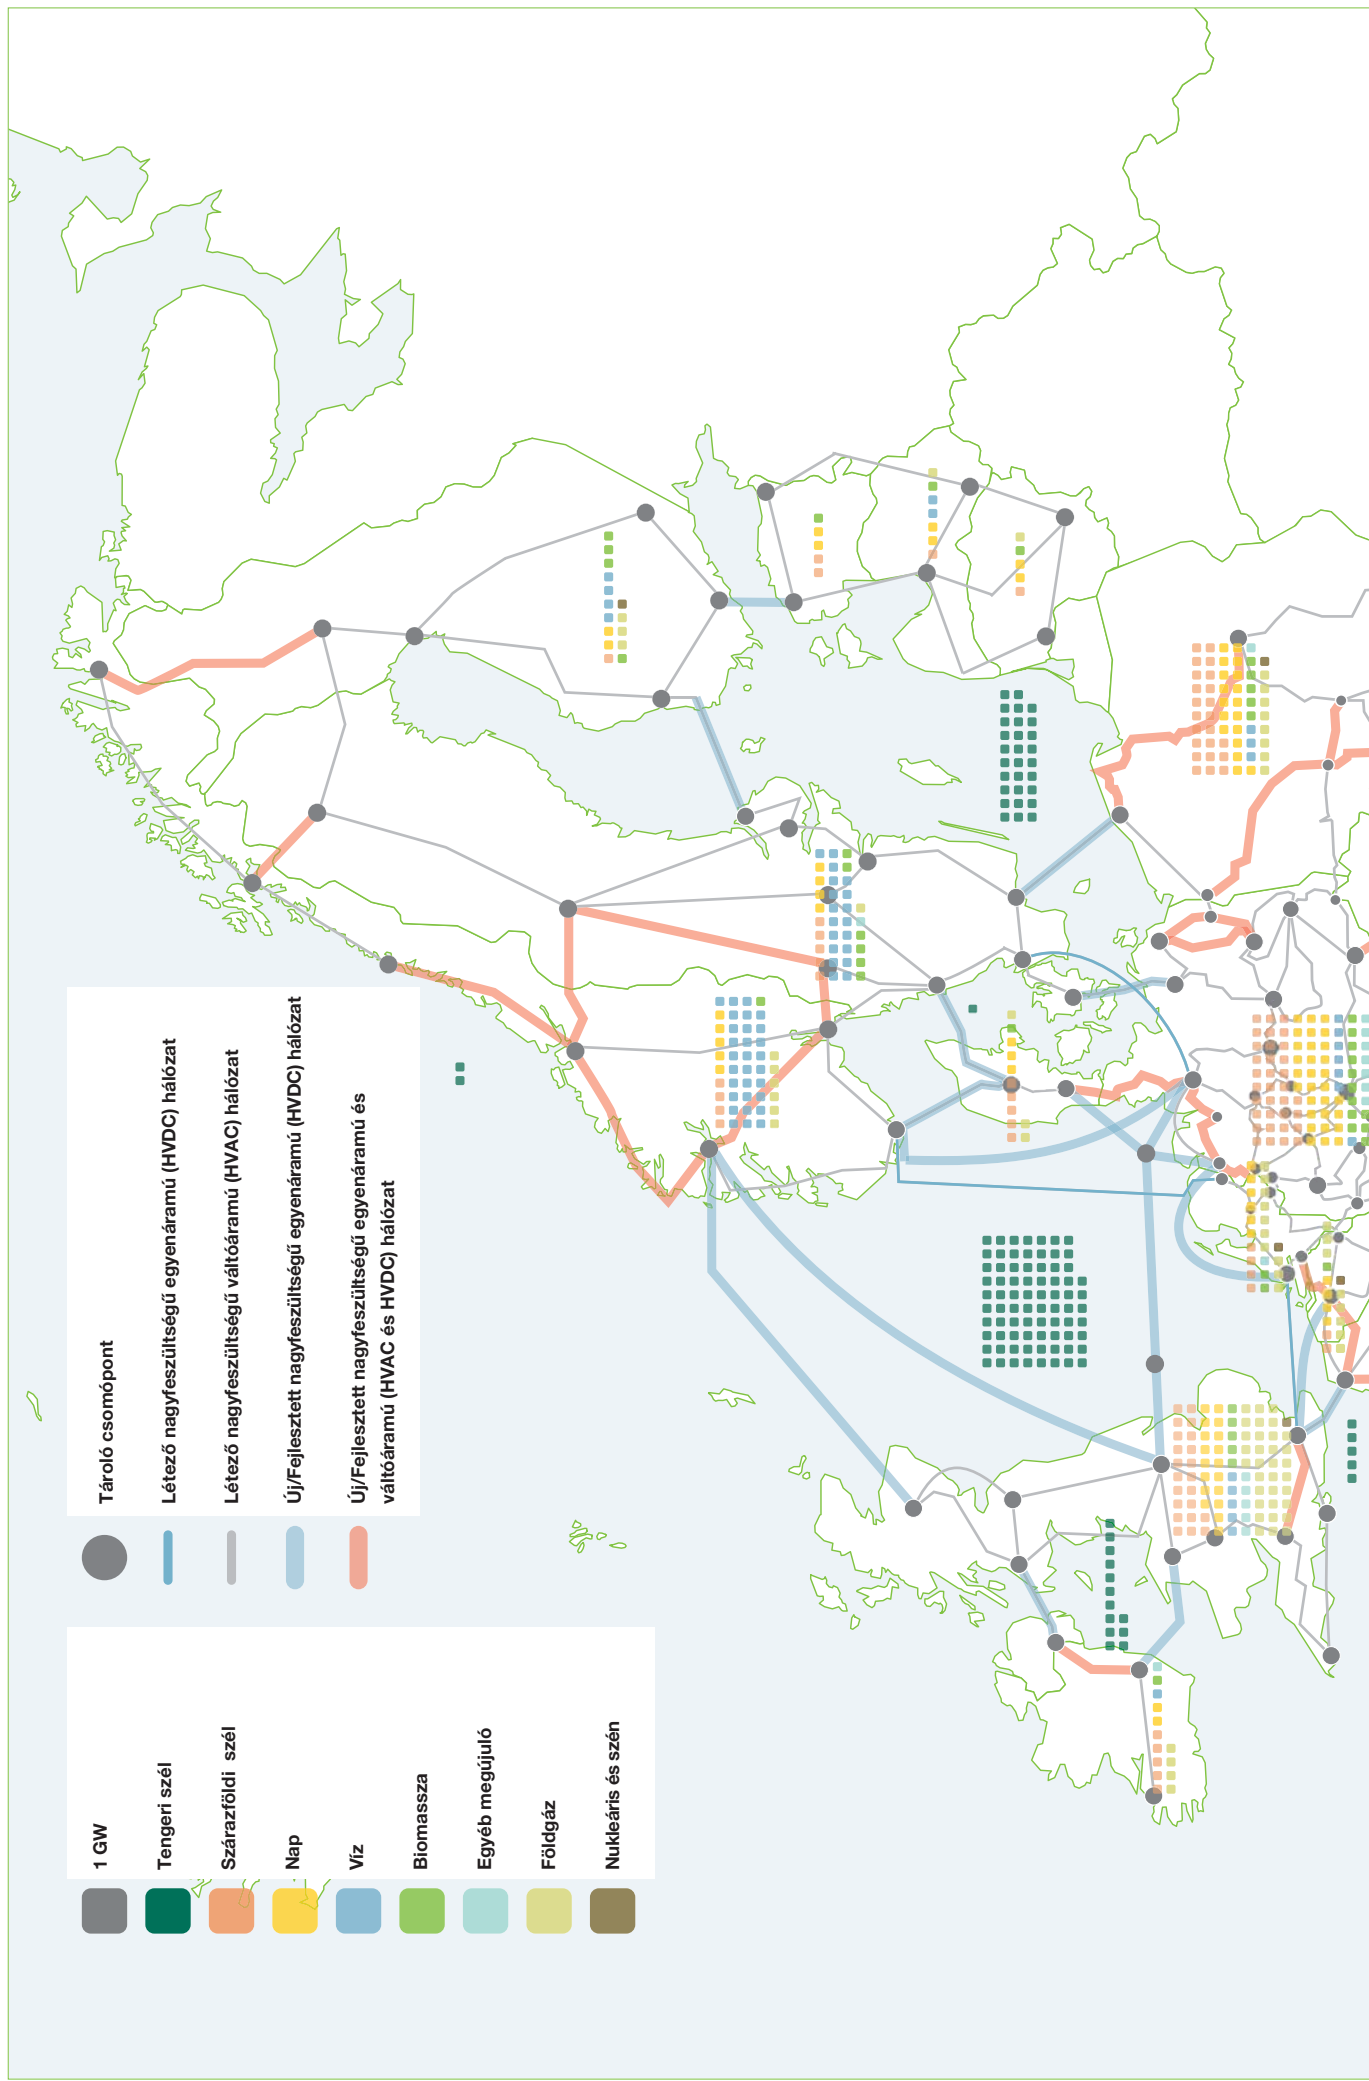 Tároló csomópont
Létező nagyfeszültségű egyenáramú (HVDC) hálózat
Létező nagyfeszültségű váltóáramú (HVAC) hálózat
Új/Fejlesztett nagyfeszültségű egyenáramú (HVDC) hálózat
Új/Fejlesztett nagyfeszültségű egyenáramú és
váltóáramú (HVAC és HVDC) hálózat
1 GW
Tengeri szél
Szárazföldi szél
Nap
Víz
Biomassza
Egyéb megújuló
Földgáz
Nukleáris és szén